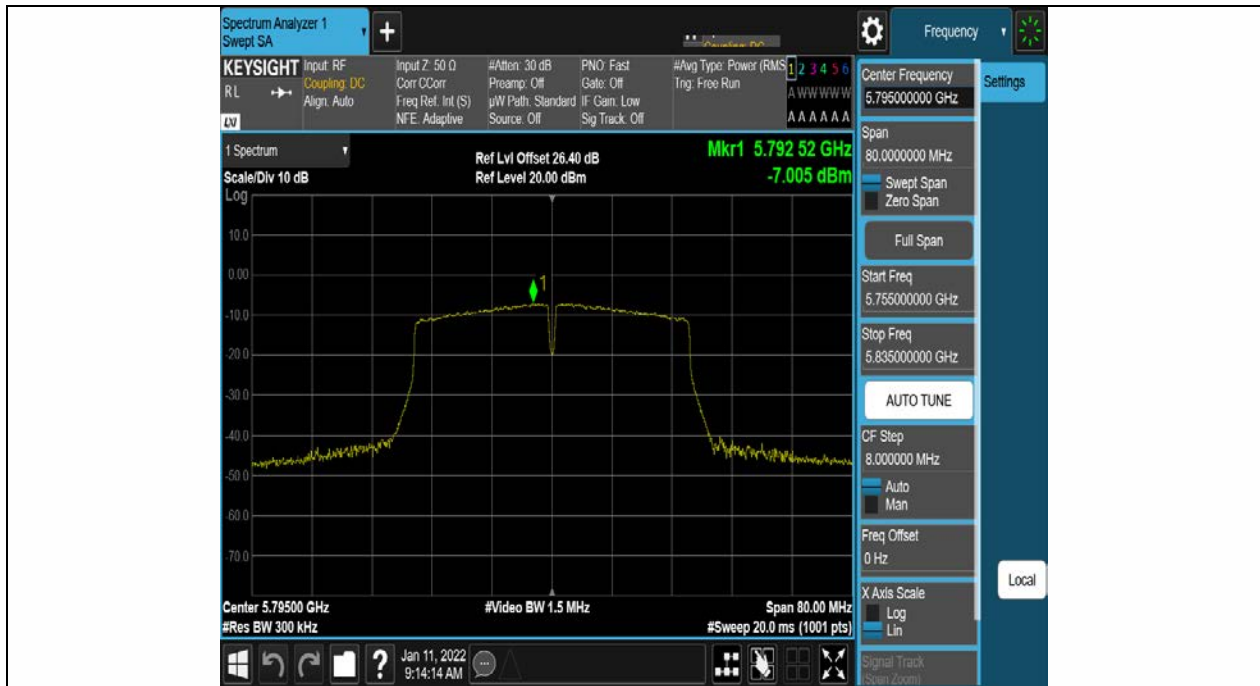 Spectrum Analyzer 1
Swept SA
+
Frequency
KEYSIGHT
RL
LXI
Input: RF
Coupling: DC
Align: Auto
Input Z: 50 Ω
Corr CCorr
Freq Ref: Int (S)
NFE: Adaptive
#Atten: 30 dB
Preamp: Off
µW Path: Standard
Source: Off
PNO: Fast
Gate: Off
IF Gain: Low
Sig Track: Off
#Avg Type: Power (RMS
Trig: Free Run
1 2 3 4 5 6
A W W W W W
A A A A A A
1 Spectrum
Scale/Div 10 dB
Ref Lvl Offset 26.40 dB
Ref Level 20.00 dBm
Mkr1 5.792 52 GHz
-7.005 dBm
Log
10.0
0.00
1
-10.0
-20.0
-30.0
-40.0
-50.0
-60.0
-70.0
Center 5.79500 GHz
#Res BW 300 kHz
#Video BW 1.5 MHz
Span 80.00 MHz
#Sweep 20.0 ms (1001 pts)
?
Jan 11, 2022
9:14:14 AM
Center Frequency
5.795000000 GHz
Span
80.0000000 MHz
Swept Span
Zero Span
Full Span
Start Freq
5.755000000 GHz
Stop Freq
5.835000000 GHz
AUTO TUNE
CF Step
8.000000 MHz
Auto
Man
Freq Offset
0 Hz
X Axis Scale
Log
Lin
Signal Track
(Span Zoom)
Settings
Local